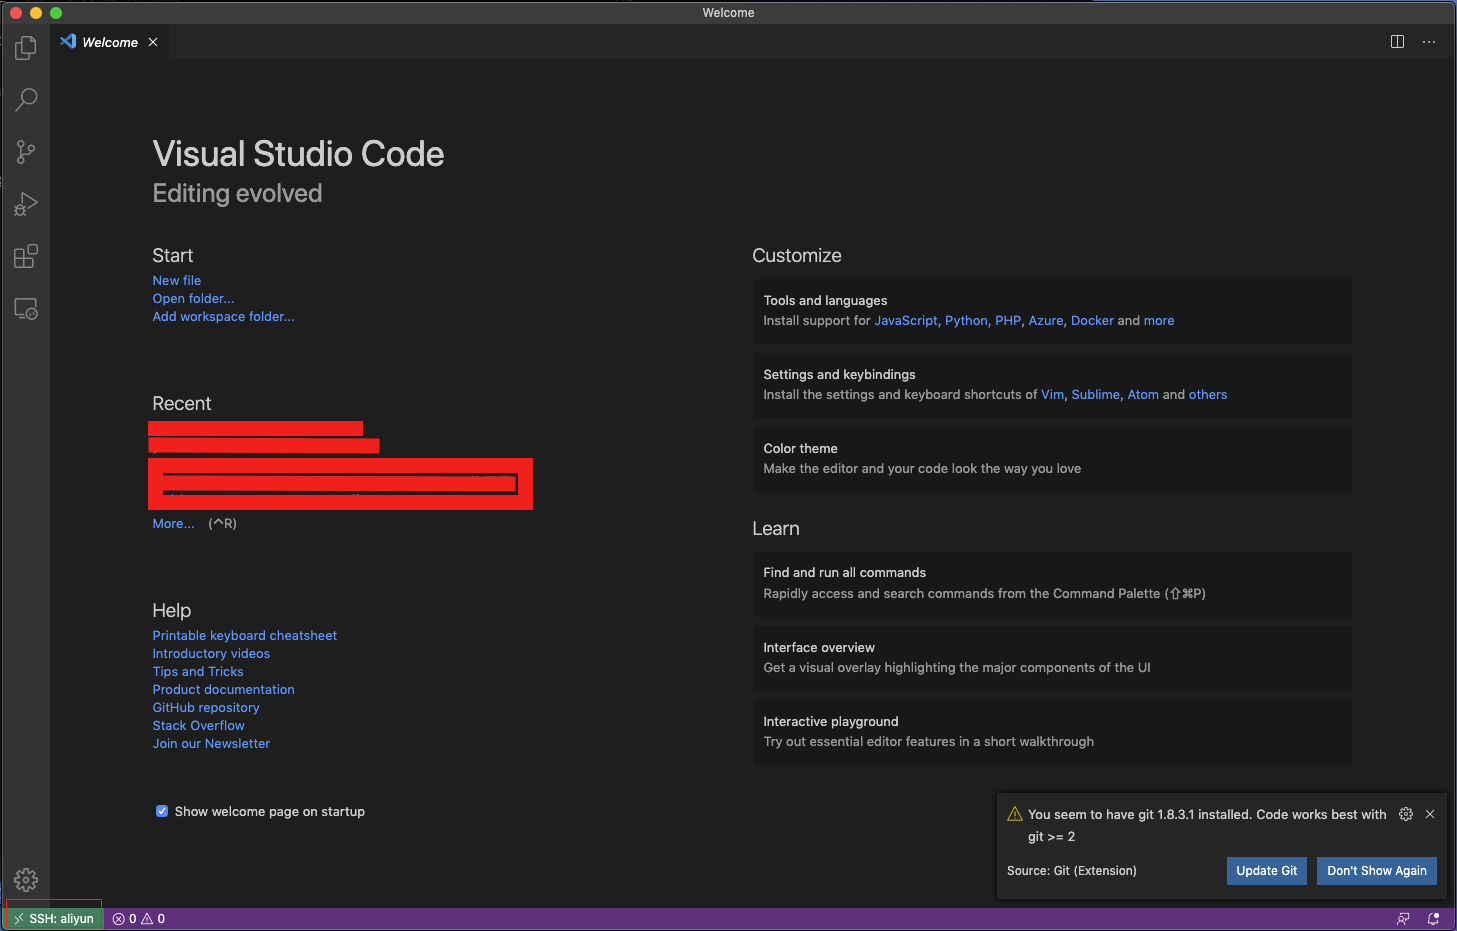 Welcome
Welcome
Visual Studio Code
Editing evolved
Start
New file
Open folder...
Add workspace folder...
Recent
More... (^R)
Help
Printable keyboard cheatsheet
Introductory videos
Tips and Tricks
Product documentation
GitHub repository
Stack Overflow
Join our Newsletter
Show welcome page on startup
Customize
Tools and languages
Install support for JavaScript, Python, PHP, Azure, Docker and more
Settings and keybindings
Install the settings and keyboard shortcuts of Vim, Sublime, Atom and others
Color theme
Make the editor and your code look the way you love
Learn
Find and run all commands
Rapidly access and search commands from the Command Palette (⇧⌘P)
Interface overview
Get a visual overlay highlighting the major components of the UI
Interactive playground
Try out essential editor features in a short walkthrough
You seem to have git 1.8.3.1 installed. Code works best with
git >= 2
Source: Git (Extension)
Update Git
Don't Show Again
SSH: aliyun
0
0